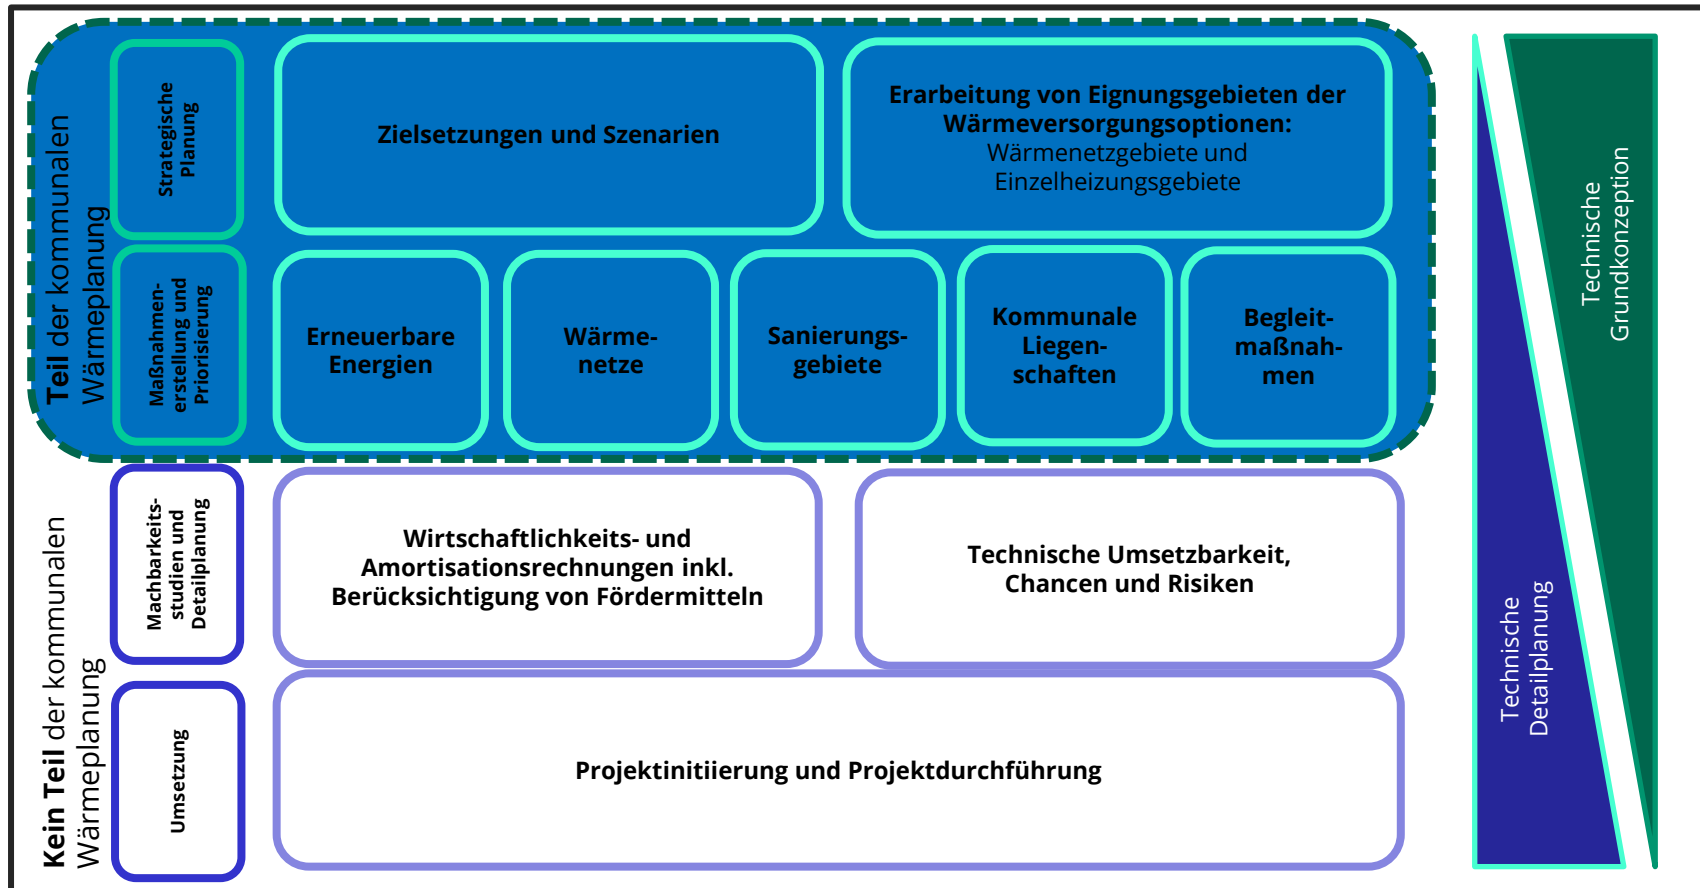 Teil der kommunalen
Wärmeplanung
Strategische
Planung
Zielsetzungen und Szenarien
Erarbeitung von Eignungsgebieten der
Wärmeversorgungsoptionen:
Wärmenetzgebiete und
Einzelheizungsgebiete
Maßnahmen-
erstellung und
Priorisierung
Erneuerbare
Energien
Wärme-
netze
Sanierungs-
gebiete
Kommunale
Liegen-
schaften
Begleit-
maßnah-
men
Kein Teil der kommunalen
Wärmeplanung
Machbarkeits-
studien und
Detailplanung
Wirtschaftlichkeits- und
Amortisationsrechnungen inkl.
Berücksichtigung von Fördermitteln
Technische Umsetzbarkeit,
Chancen und Risiken
Umsetzung
Projektinitiierung und Projektdurchführung
Technische
Detailplanung
Technische
Grundkonzeption